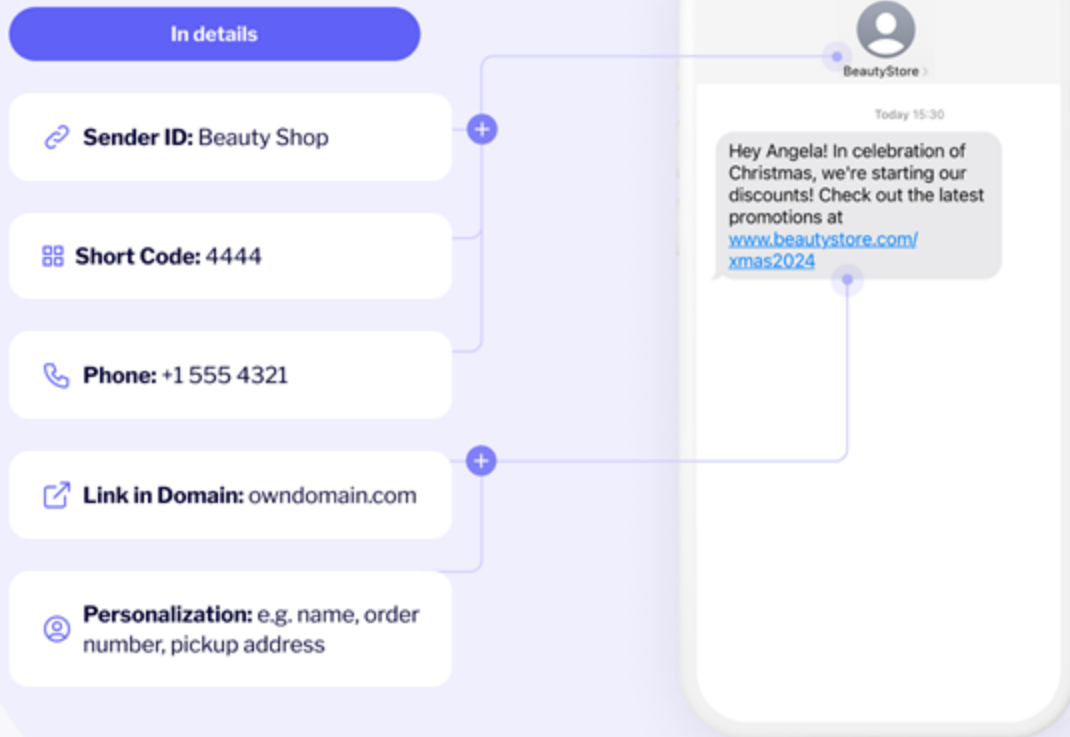 In details
Sender ID: Beauty Shop
Short Code: 4444
Phone: +1 555 4321
Link in Domain: owndomain.com
Personalization: e.g. name, order
number, pickup address
BeautyStore
Today 15:30
Hey Angela! In celebration of
Christmas, we're starting our
discounts! Check out the latest
promotions at
www.beautystore.com/
xmas2024